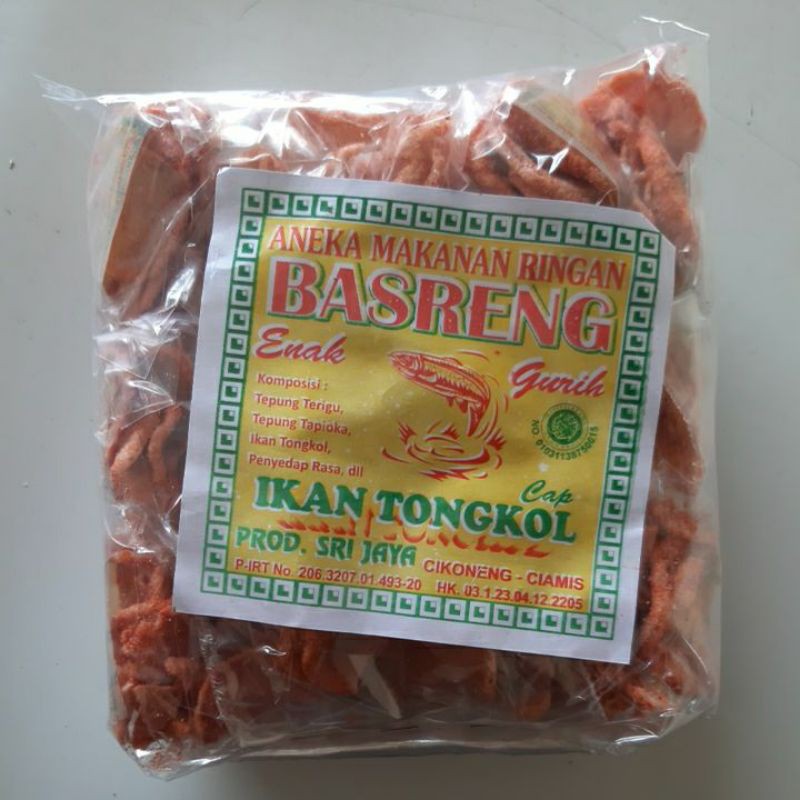 ANEKA MAKANAN RINGAN
BASRENG
Enak
Gurih
Komposisi :
Tepung Terigu,
Tepung Tapioka,
Ikan Tongkol,
Penyedap Rasa, dll
NO 01031138750615
Cap
IKAN TONGKOL
PROD. SRI JAYA
CIKONENG - CIAMIS
P-IRT No. 206.3207.01.493-20
HK. 03.1.23.04.12.2205